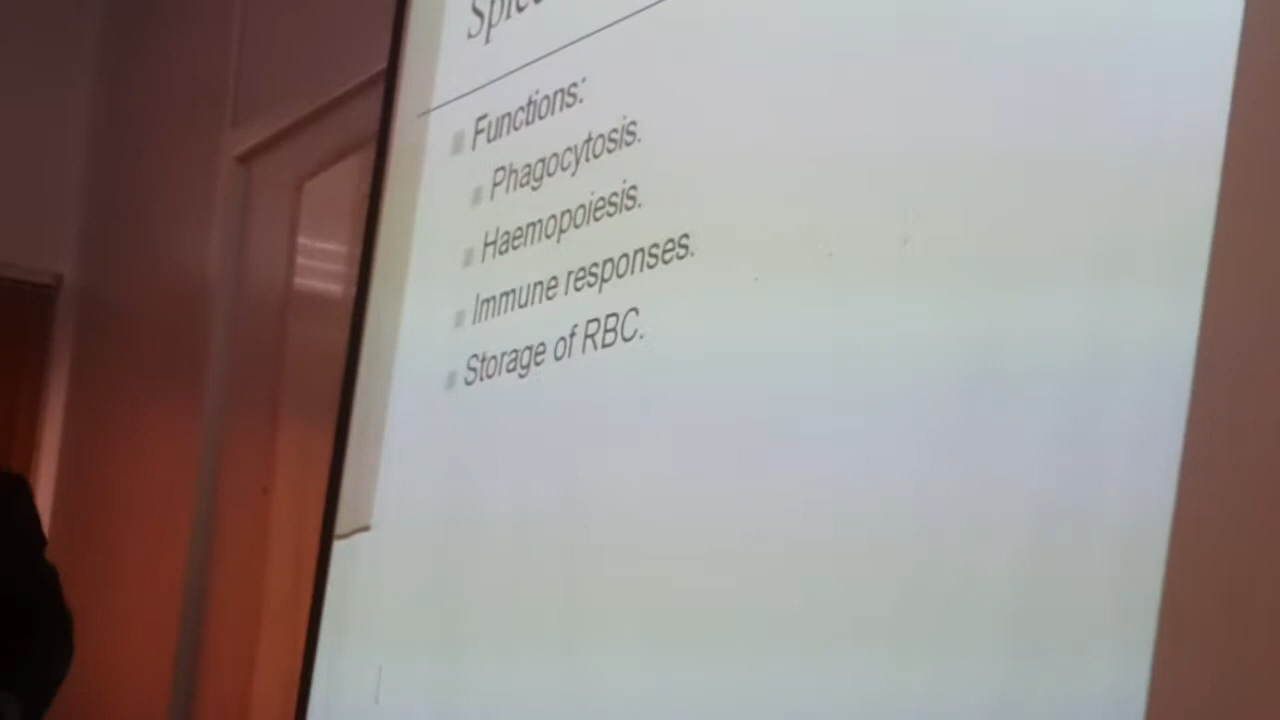 Functions:
Phagocytosis.
Haemopoiesis.
Immune responses.
Storage of RBC.